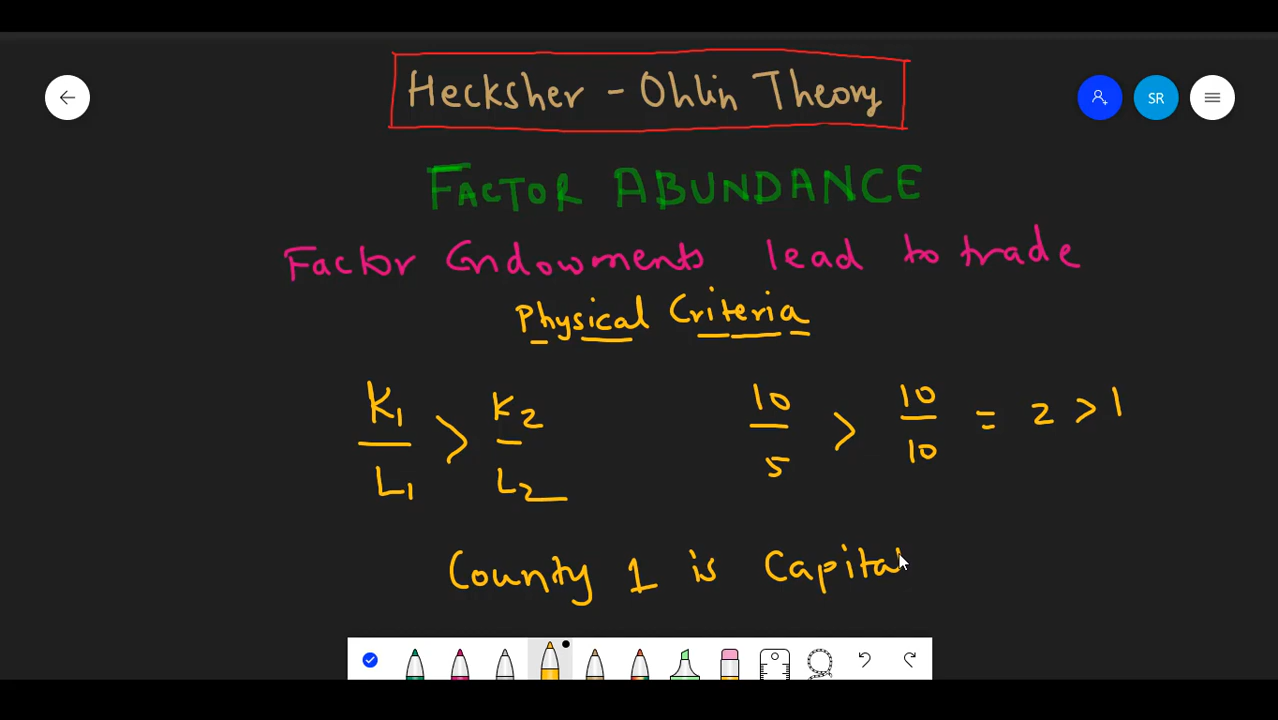 Hecksher - Ohlin Theory
SR
FACTOR ABUNDANCE
Factor Endowments lead to trade
Physical Criteria
K1/L1 > K2/L2    10/5 > 10/10 = 2 > 1
County 1 is Capital